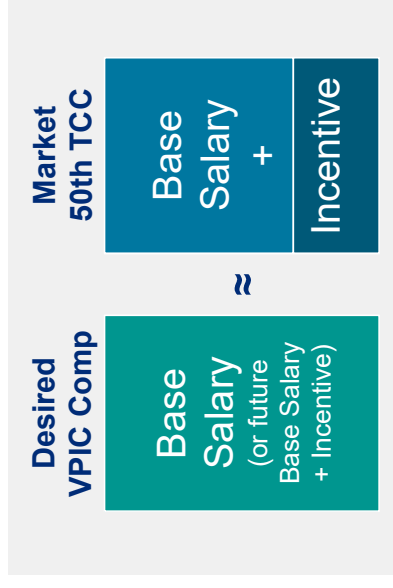 Desired
VPIC Comp
Base
Salary
(or future
Base Salary
+ Incentive)
≈
Market
50th TCC
Base
Salary
+
Incentive